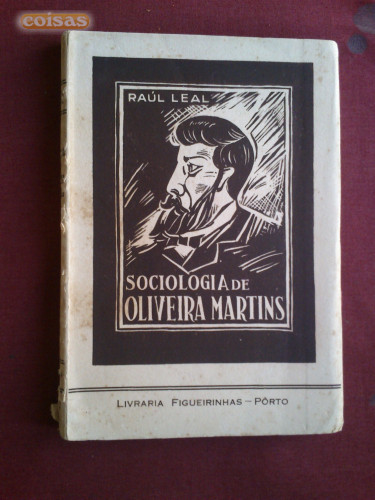 coisas
RAÚL LEAL
SOCIOLOGIA DE
OLIVEIRA MARTINS
LIVRARIA FIGUEIRINHAS — PÔRTO